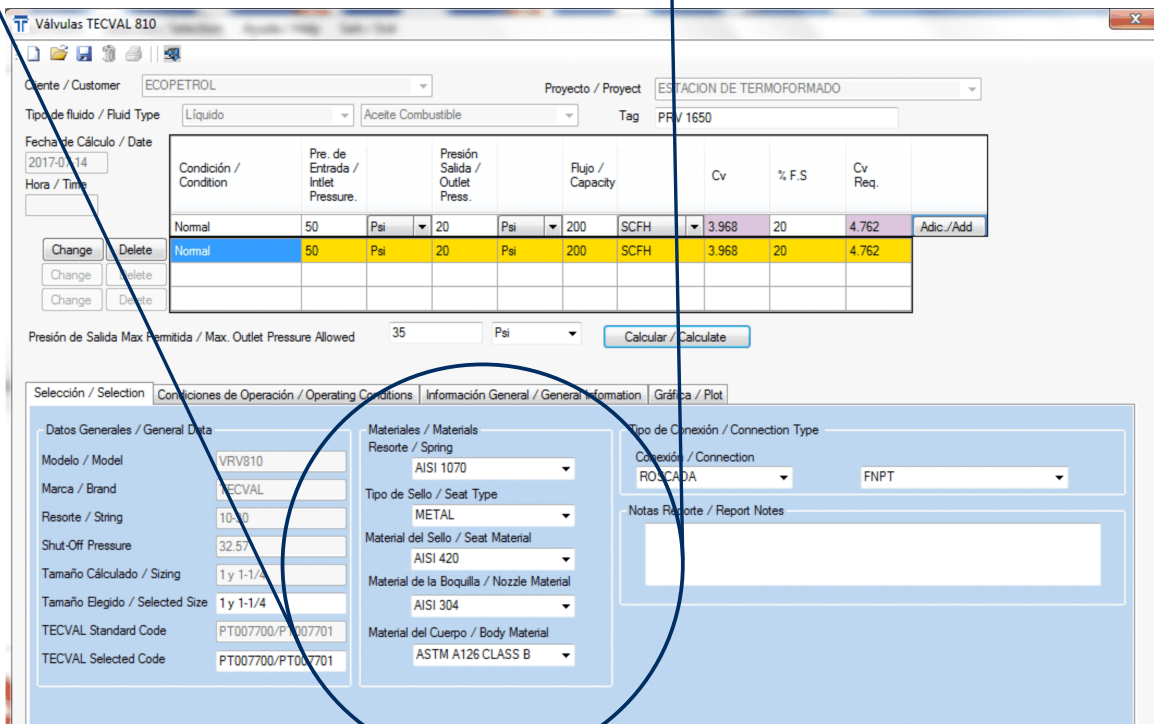 Válvulas TECVAL 810
Cliente / Customer ECOPETROL Proyecto / Proyect ESTACION DE TERMOFORMADO
Tipo de fluido / Fluid Type Líquido Aceite Combustible Tag PRV 1650
Fecha de Cálculo / Date
2017-07-14
Hora / Time
Condición / Condition Pre. de Entrada / Intlet Pressure. Presión Salida / Outlet Press. Flujo / Capacity Cv % F.S Cv Req.
Normal 50 Psi 20 Psi 200 SCFH 3.968 20 4.762 Adic./Add
Change Delete Normal 50 Psi 20 Psi 200 SCFH 3.968 20 4.762
Change Delete
Change Delete
Presión de Salida Max Permitida / Max. Outlet Pressure Allowed 35 Psi Calcular / Calculate
Selección / Selection Condiciones de Operación / Operating Conditions Información General / General Information Gráfica / Plot
Datos Generales / General Data
Modelo / Model VRV810
Marca / Brand TECVAL
Resorte / String 10-30
Shut-Off Pressure 32.57
Tamaño Cálculado / Sizing 1 y 1-1/4
Tamaño Elegido / Selected Size 1 y 1-1/4
TECVAL Standard Code PT007700/PT007701
TECVAL Selected Code PT007700/PT007701
Materiales / Materials
Resorte / Spring
AISI 1070
Tipo de Sello / Seat Type
METAL
Material del Sello / Seat Material
AISI 420
Material de la Boquilla / Nozzle Material
AISI 304
Material del Cuerpo / Body Material
ASTM A126 CLASS B
Tipo de Conexión / Connection Type
Conexión / Connection
ROSCADA FNPT
Notas Reporte / Report Notes